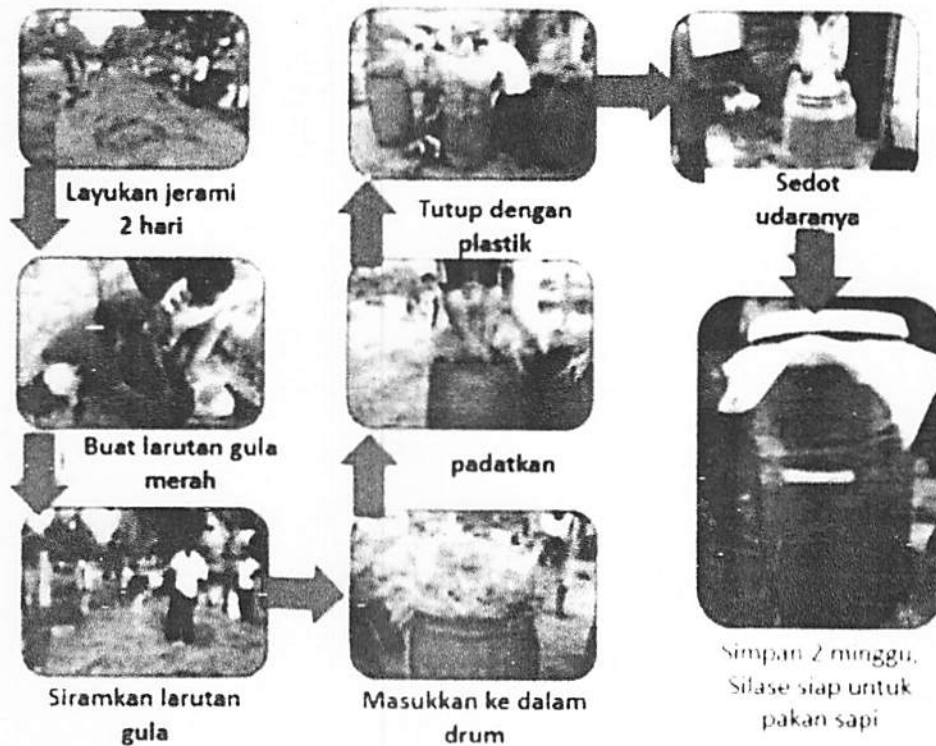 Layukan jerami
2 hari
Buat larutan gula
merah
Siramkan larutan
gula
Masukkan ke dalam
drum
padatkan
Tutup dengan
plastik
Sedot
udaranya
Simpan 2 minggu,
Silase siap untuk
pakan sapi